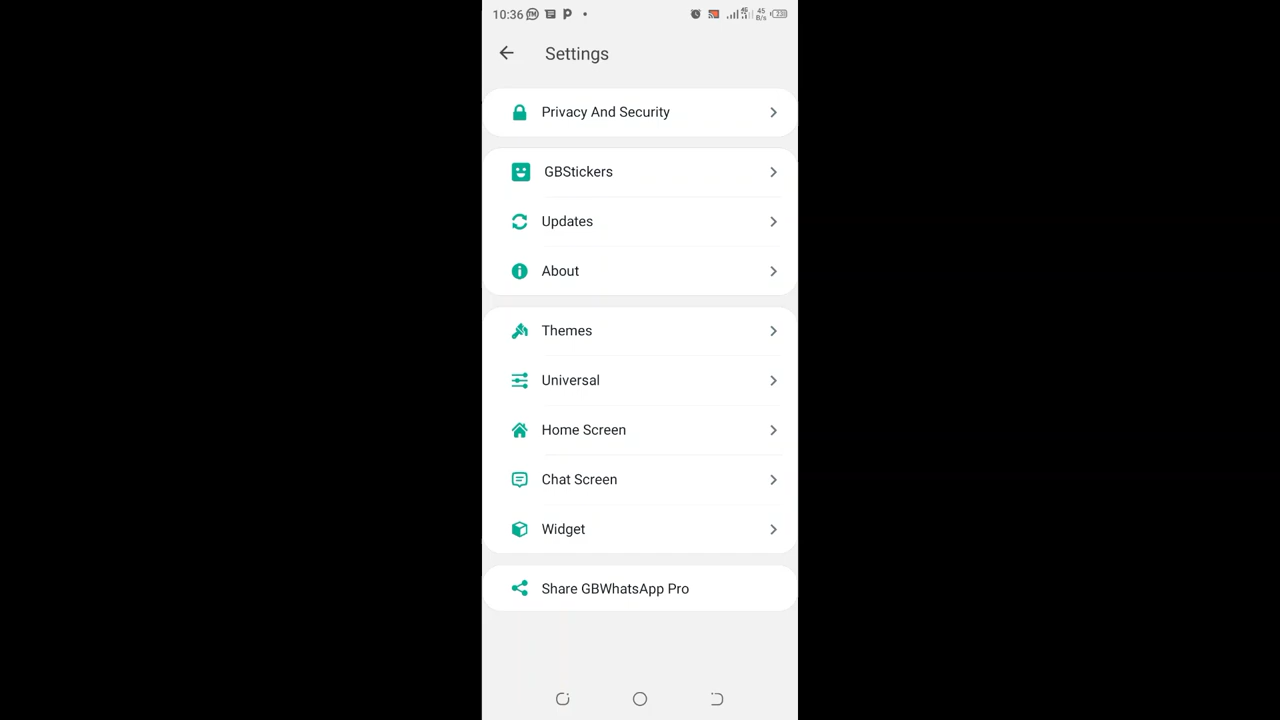 10:36
45
B/s
Settings
Privacy And Security
GBStickers
Updates
About
Themes
Universal
Home Screen
Chat Screen
Widget
Share GBWhatsApp Pro